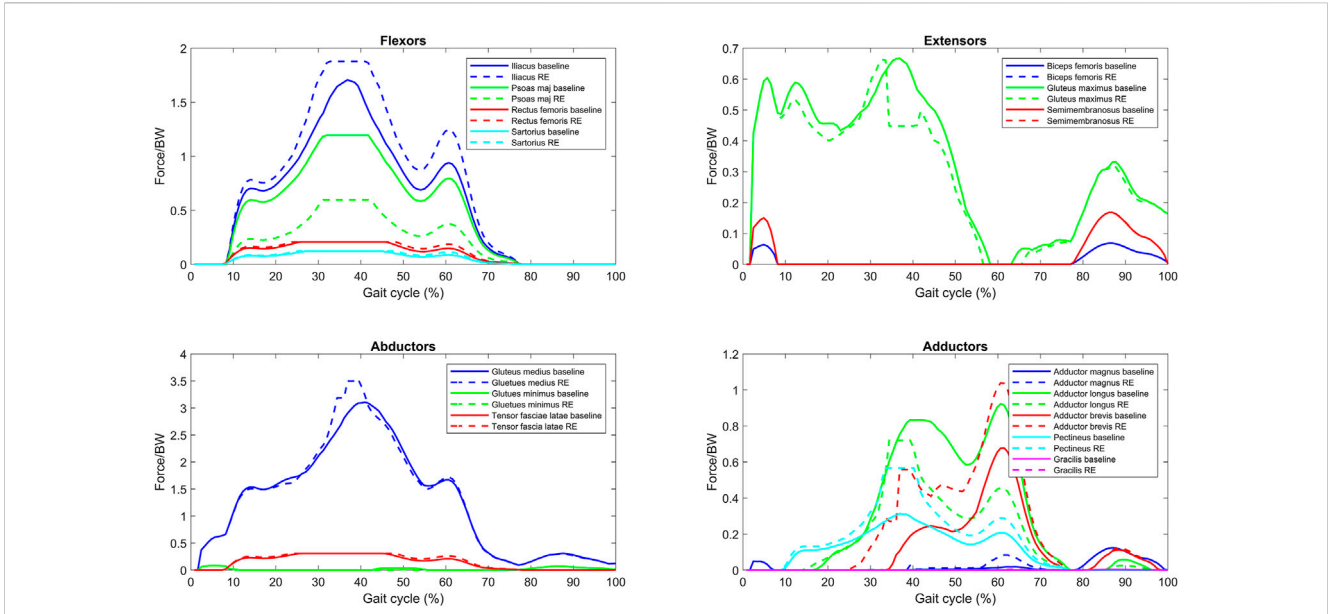 Flexors
2
1.5
1
0.5
0
Force/BW
0 10 20 30 40 50 60 70 80 90 100
Gait cycle (%)
Iliacus baseline
Iliacus RE
Psoas maj baseline
Psoas maj RE
Rectus femoris baseline
Rectus femoris RE
Sartorius baseline
Sartorius RE
Extensors
0.7
0.6
0.5
0.4
0.3
0.2
0.1
0
Force/BW
0 10 20 30 40 50 60 70 80 90 100
Gait cycle (%)
Biceps femoris baseline
Biceps femoris RE
Gluteus maximus baseline
Gluteus maximus RE
Semimembranosus baseline
Semimembranosus RE
Abductors
4
3.5
3
2.5
2
1.5
1
0.5
0
Force/BW
0 10 20 30 40 50 60 70 80 90 100
Gait cycle (%)
Gluteus medius baseline
Gluetues medius RE
Gluteus minimus baseline
Gluetues minimus RE
Tensor fasciae latae baseline
Tensor fascia latae RE
Adductors
1.2
1
0.8
0.6
0.4
0.2
0
Force/BW
0 10 20 30 40 50 60 70 80 90 100
Gait cycle (%)
Adductor magnus baseline
Adductor magnus RE
Adductor longus baseline
Adductor longus RE
Adductor brevis baseline
Adductor brevis RE
Pectineus baseline
Pectineus RE
Gracilis baseline
Gracilis RE